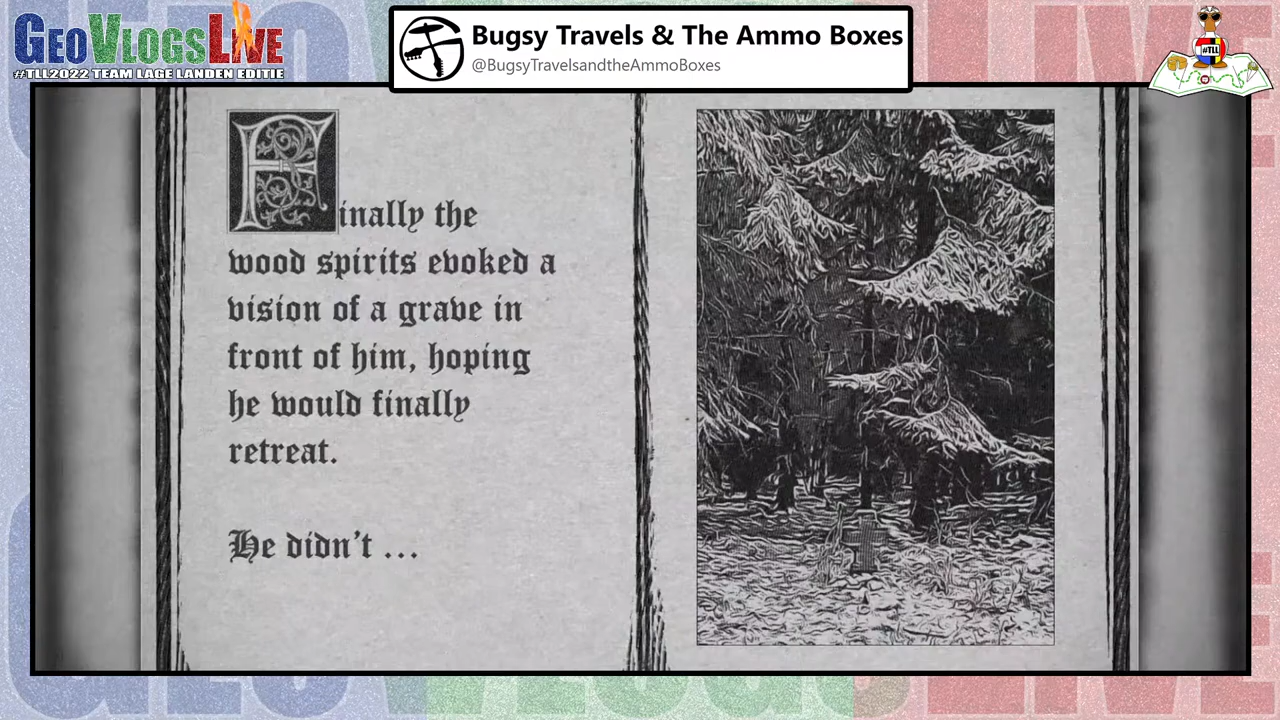 GeoVlogsLive
#TLL2022 TEAM LAGE LANDEN EDITIE
Bugsy Travels & The Ammo Boxes
@BugsyTravelsandtheAmmoBoxes
#TLL
Finally the
wood spirits evoked a
vision of a grave in
front of him, hoping
he would finally
retreat.
He didn't ...